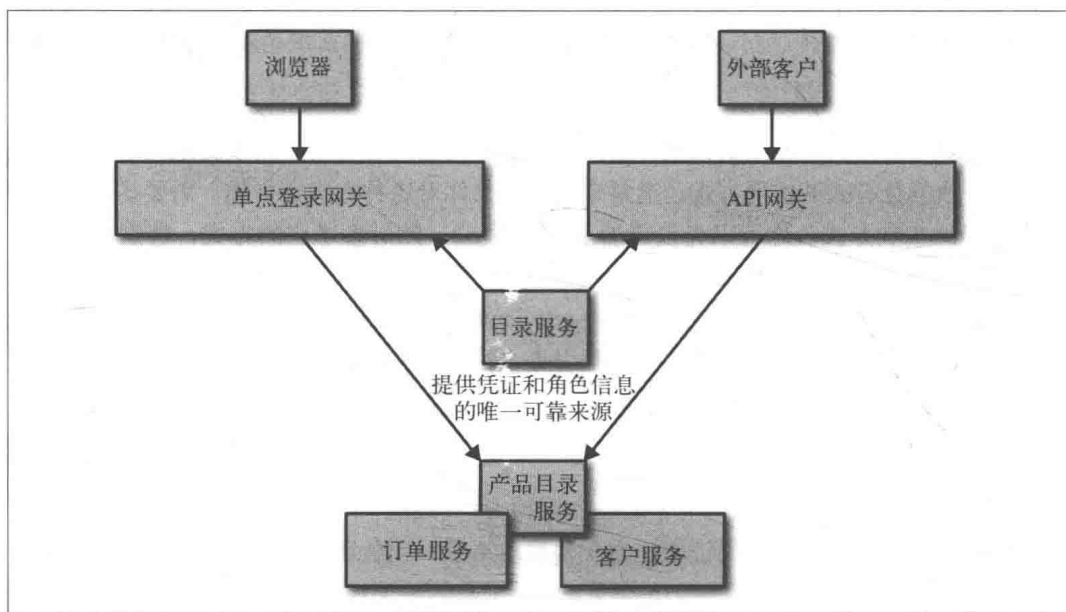 浏览器
外部客户
单点登录网关
API网关
目录服务
提供凭证和角色信息
的唯一可靠来源
产品目录
服务
订单服务
客户服务